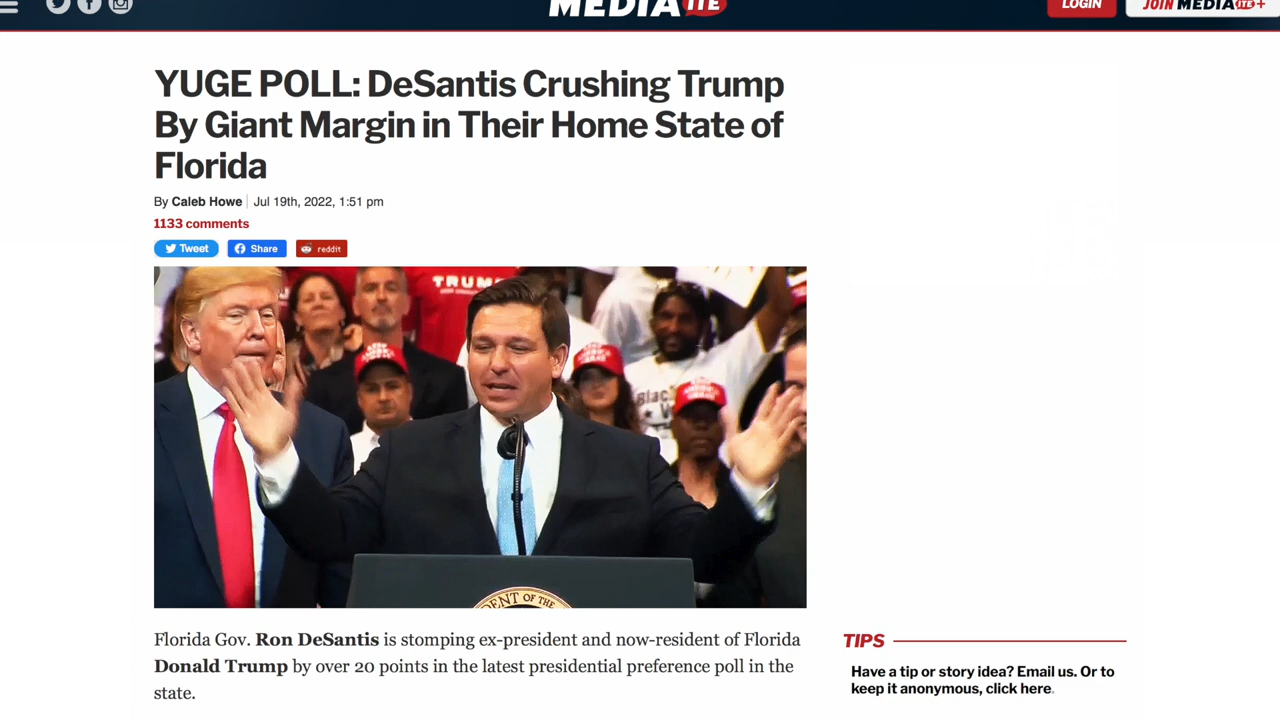 MEDIAITE
LOGIN
JOIN MEDIAITE+
YUGE POLL: DeSantis Crushing Trump
By Giant Margin in Their Home State of
Florida
By Caleb Howe Jul 19th, 2022, 1:51 pm
1133 comments
Tweet
Share
reddit
TRUMP
ENT OF THE
Florida Gov. Ron DeSantis is stomping ex-president and now-resident of Florida
Donald Trump by over 20 points in the latest presidential preference poll in the
state.
TIPS
Have a tip or story idea? Email us. Or to
keep it anonymous, click here.